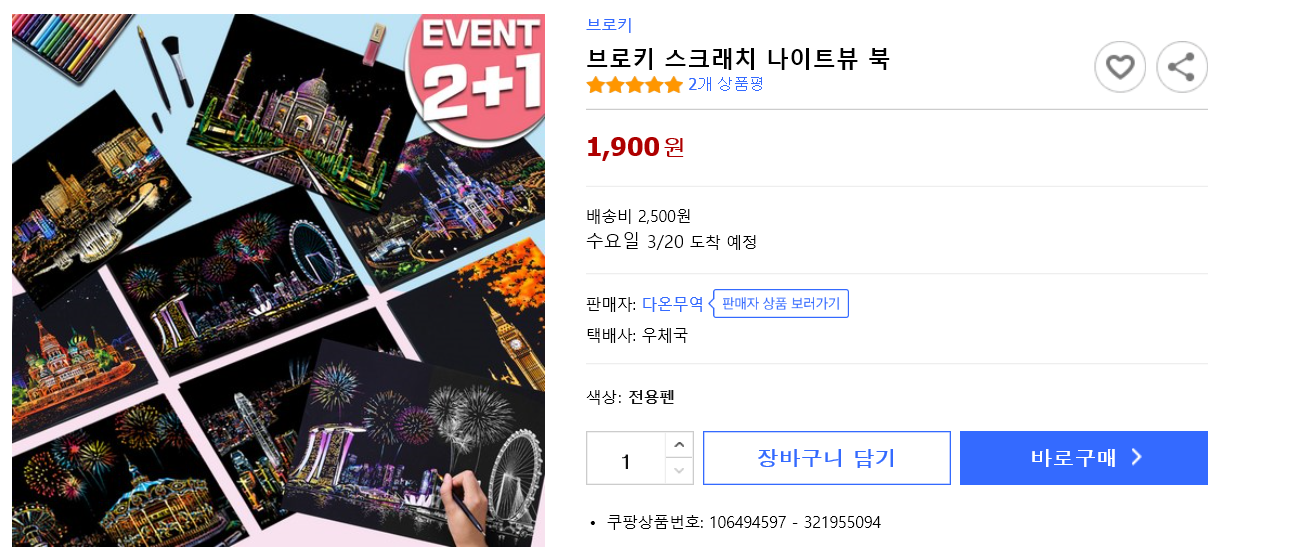 EVENT
2+1
브로키
브로키 스크래치 나이트뷰 북
2개 상품평
1,900원
배송비 2,500원
수요일 3/20 도착 예정
판매자: 다온무역 판매자 상품 보러가기
택배사: 우체국
색상: 전용펜
1 장바구니 담기 바로구매
• 쿠팡상품번호: 106494597 - 321955094